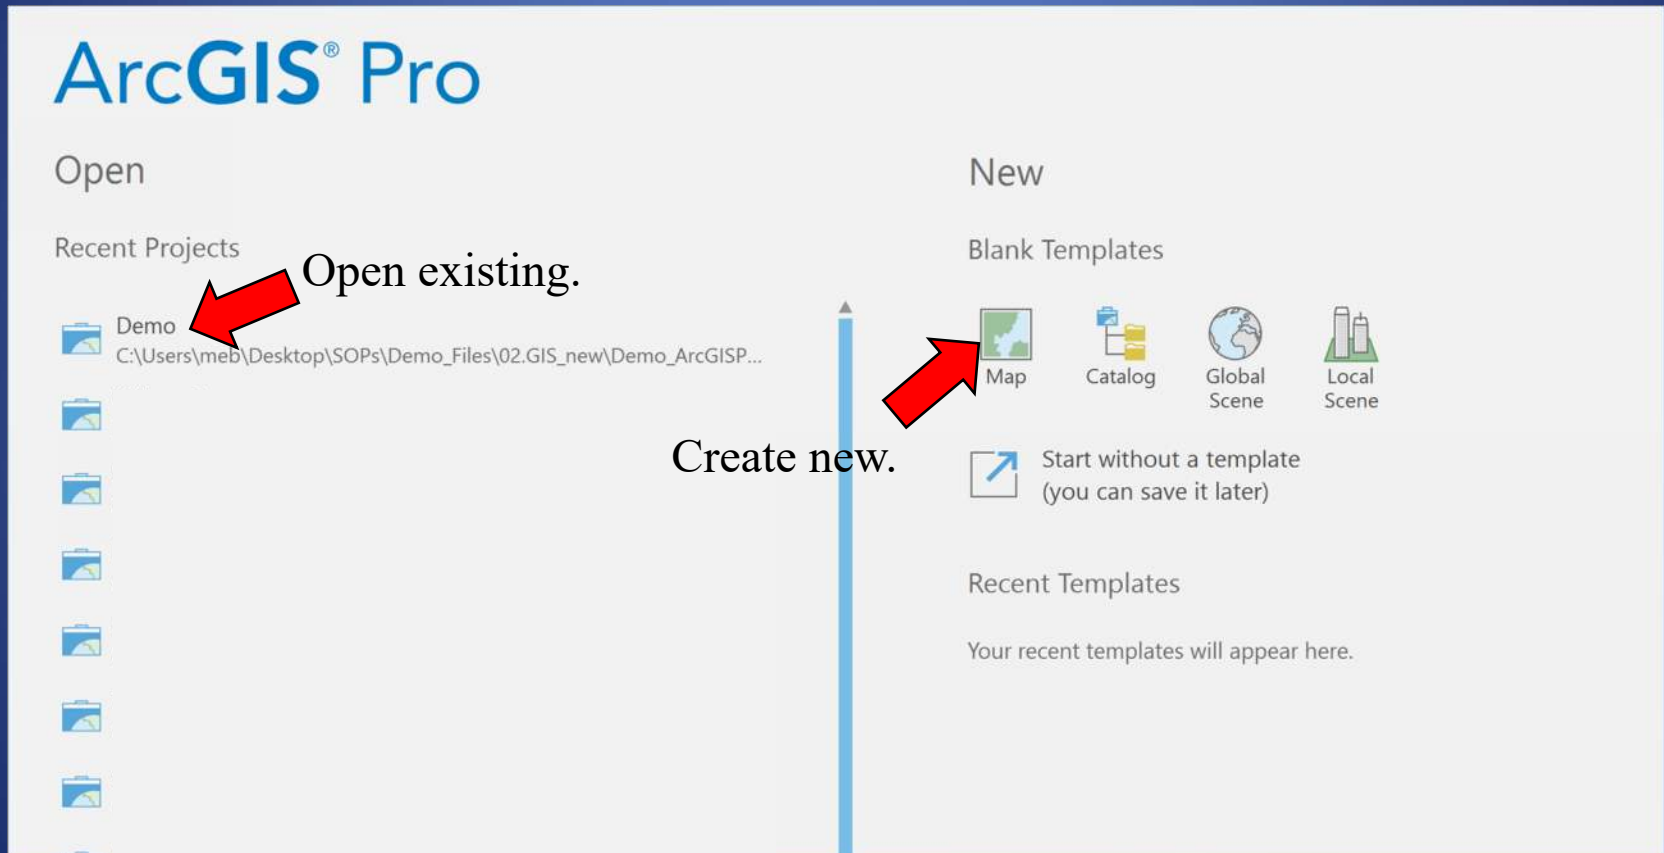 ArcGIS® Pro
Open
Recent Projects
Open existing.
Demo
C:\Users\meb\Desktop\SOPs\Demo_Files\02.GIS_new\Demo_ArcGISP...
Create new.
New
Blank Templates
Map
Catalog
Global
Scene
Local
Scene
Start without a template
(you can save it later)
Recent Templates
Your recent templates will appear here.